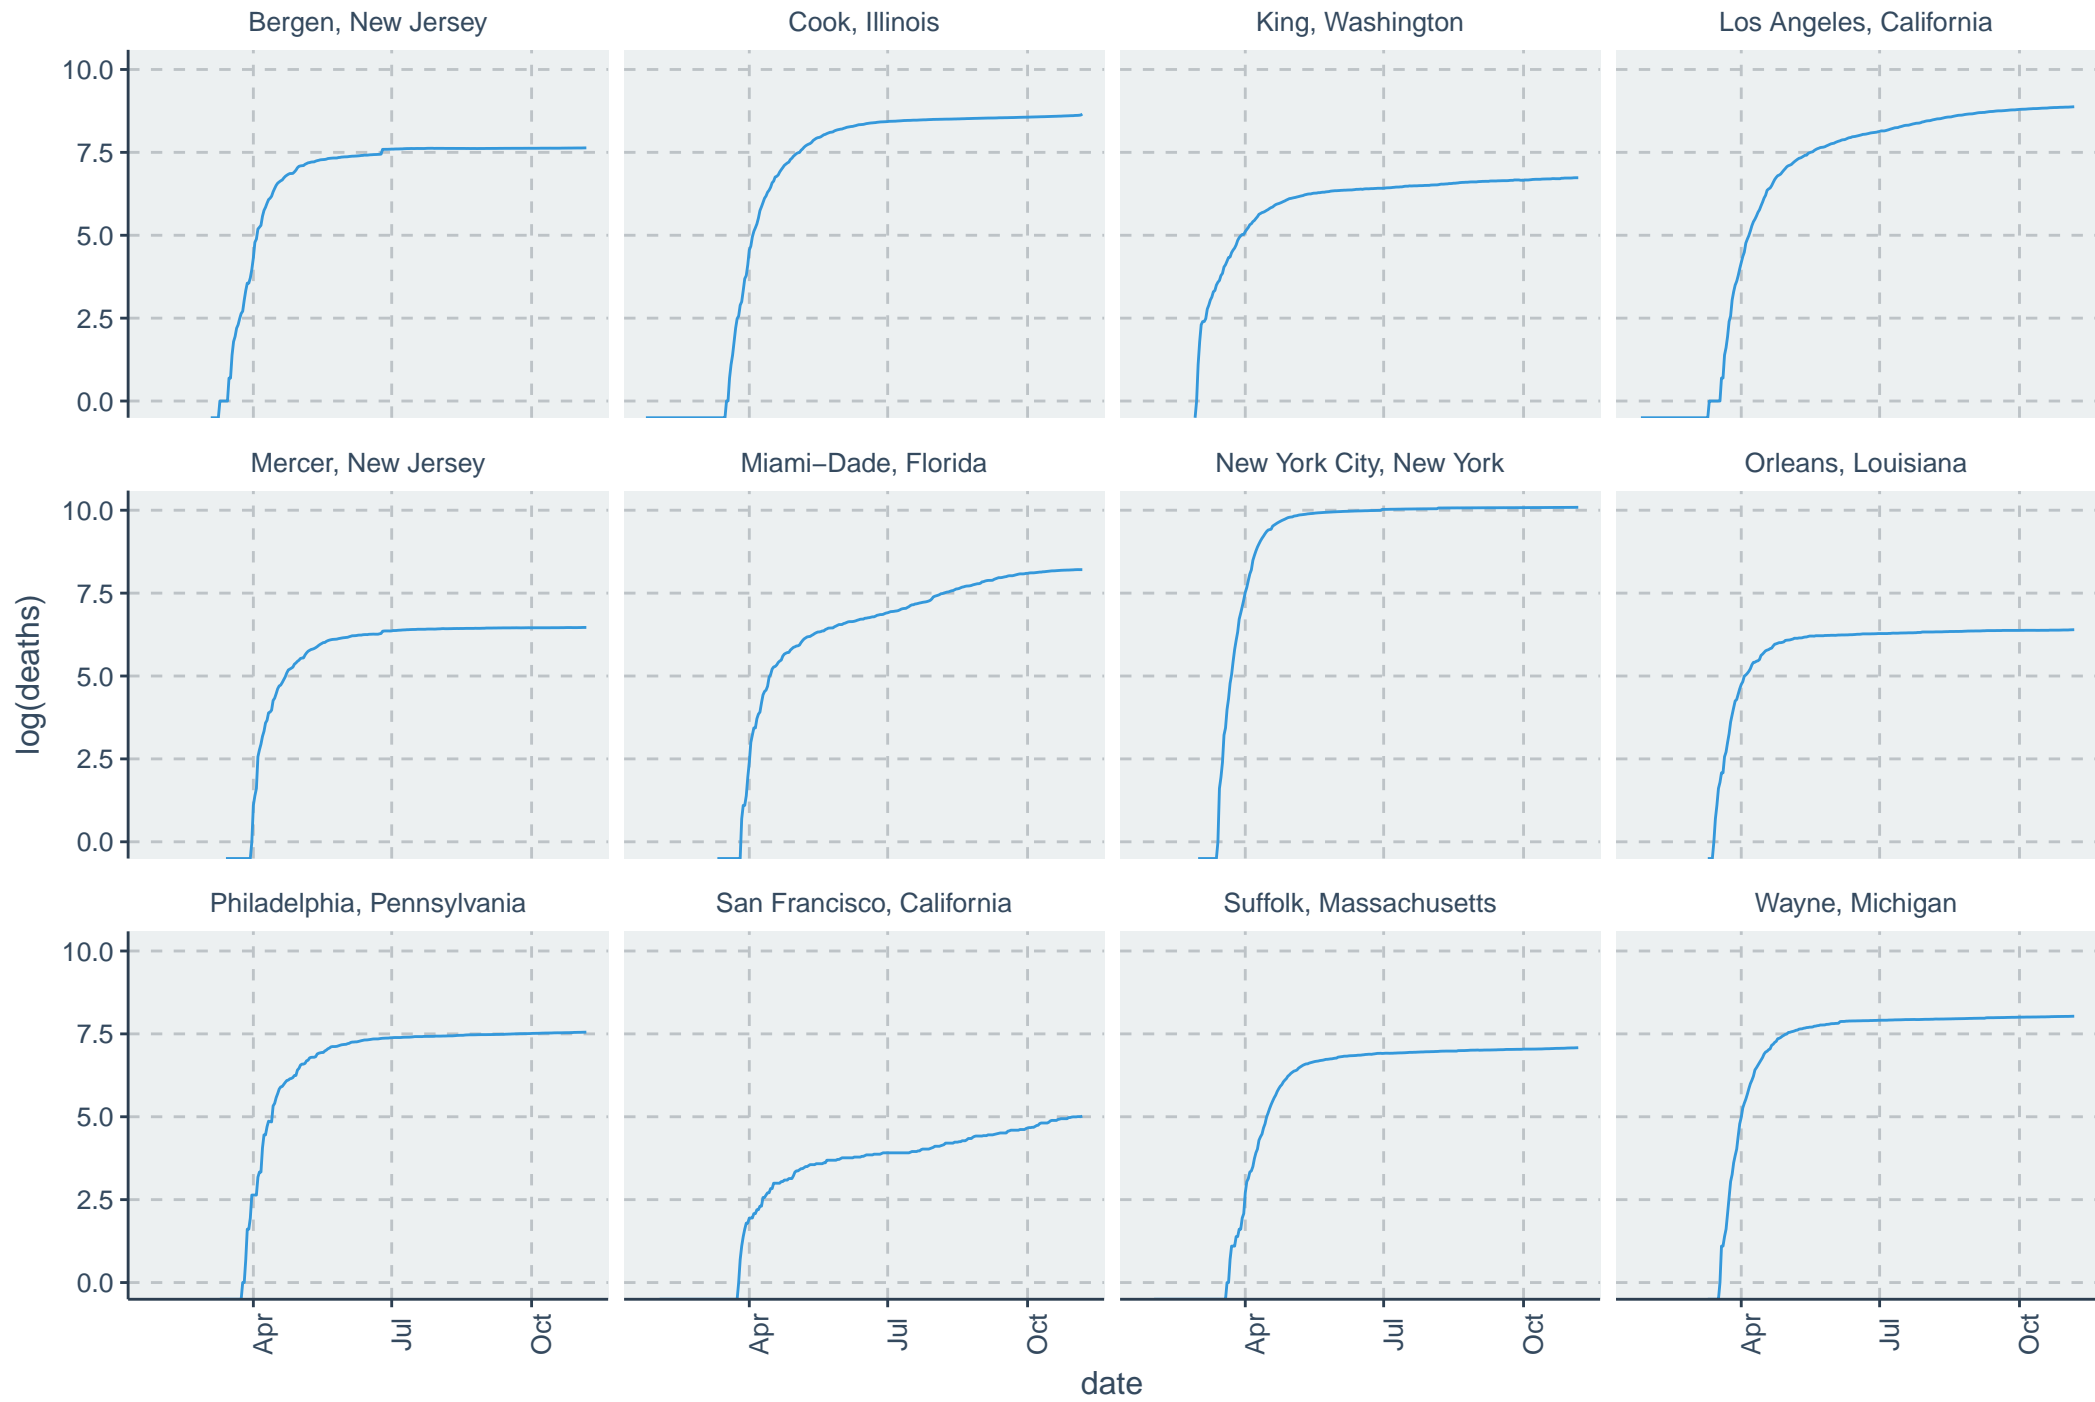 Bergen, New Jersey
Cook, Illinois
King, Washington
Los Angeles, California
10.0
7.5
5.0
2.5
0.0
Mercer, New Jersey
Miami−Dade, Florida
New York City, New York
Orleans, Louisiana
10.0
7.5
5.0
2.5
0.0
log(deaths)
Philadelphia, Pennsylvania
San Francisco, California
Suffolk, Massachusetts
Wayne, Michigan
10.0
7.5
5.0
2.5
0.0
Apr
Jul
Oct
Apr
Jul
Oct
Apr
Jul
Oct
Apr
Jul
Oct
date